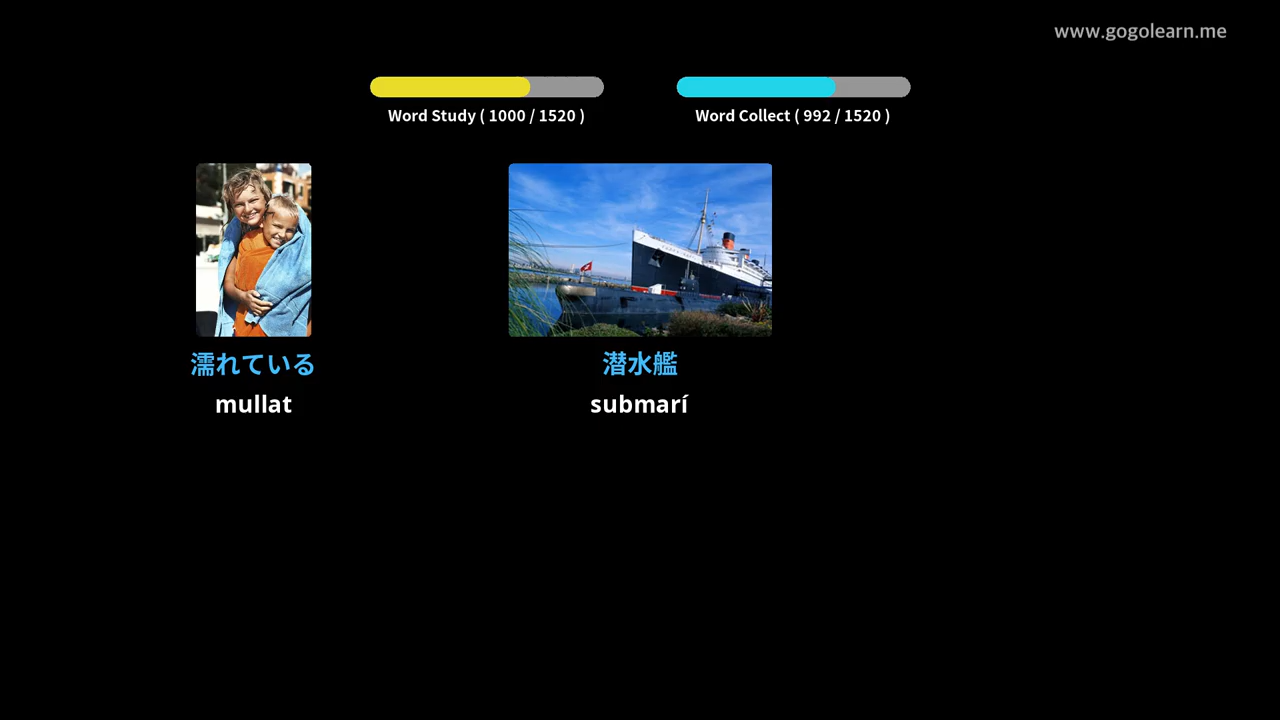 www.gogolearn.me
Word Study ( 1000 / 1520 )
Word Collect ( 992 / 1520 )
濡れている
潜水艦
mullat
submarí